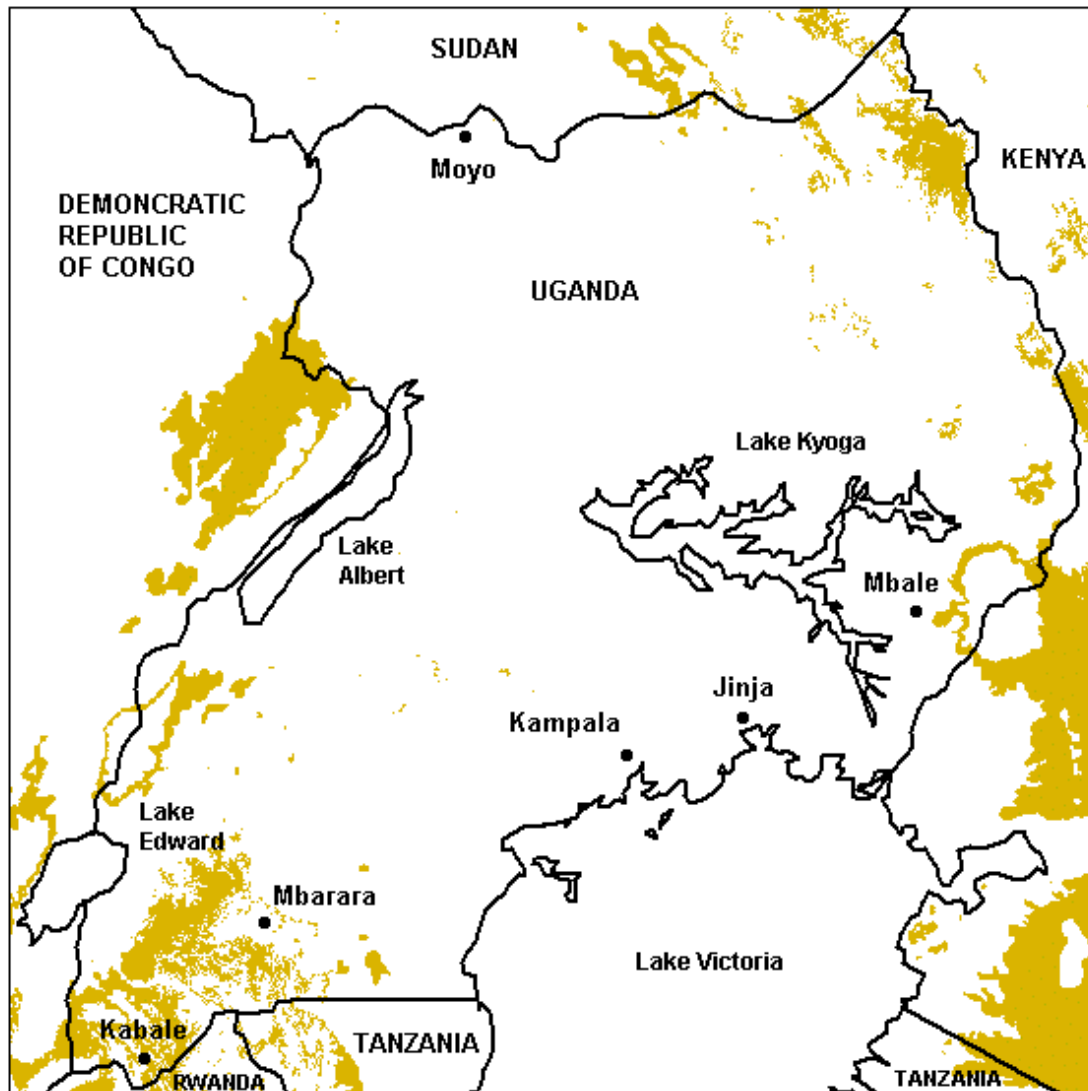 SUDAN
Moyo
KENYA
DEMONCRATIC
REPUBLIC
OF CONGO
UGANDA
Lake Kyoga
Lake
Albert
Mbale
Jinja
Kampala
Lake
Edward
Mbarara
Lake Victoria
Kabale
TANZANIA
RWANDA
TANZANIA